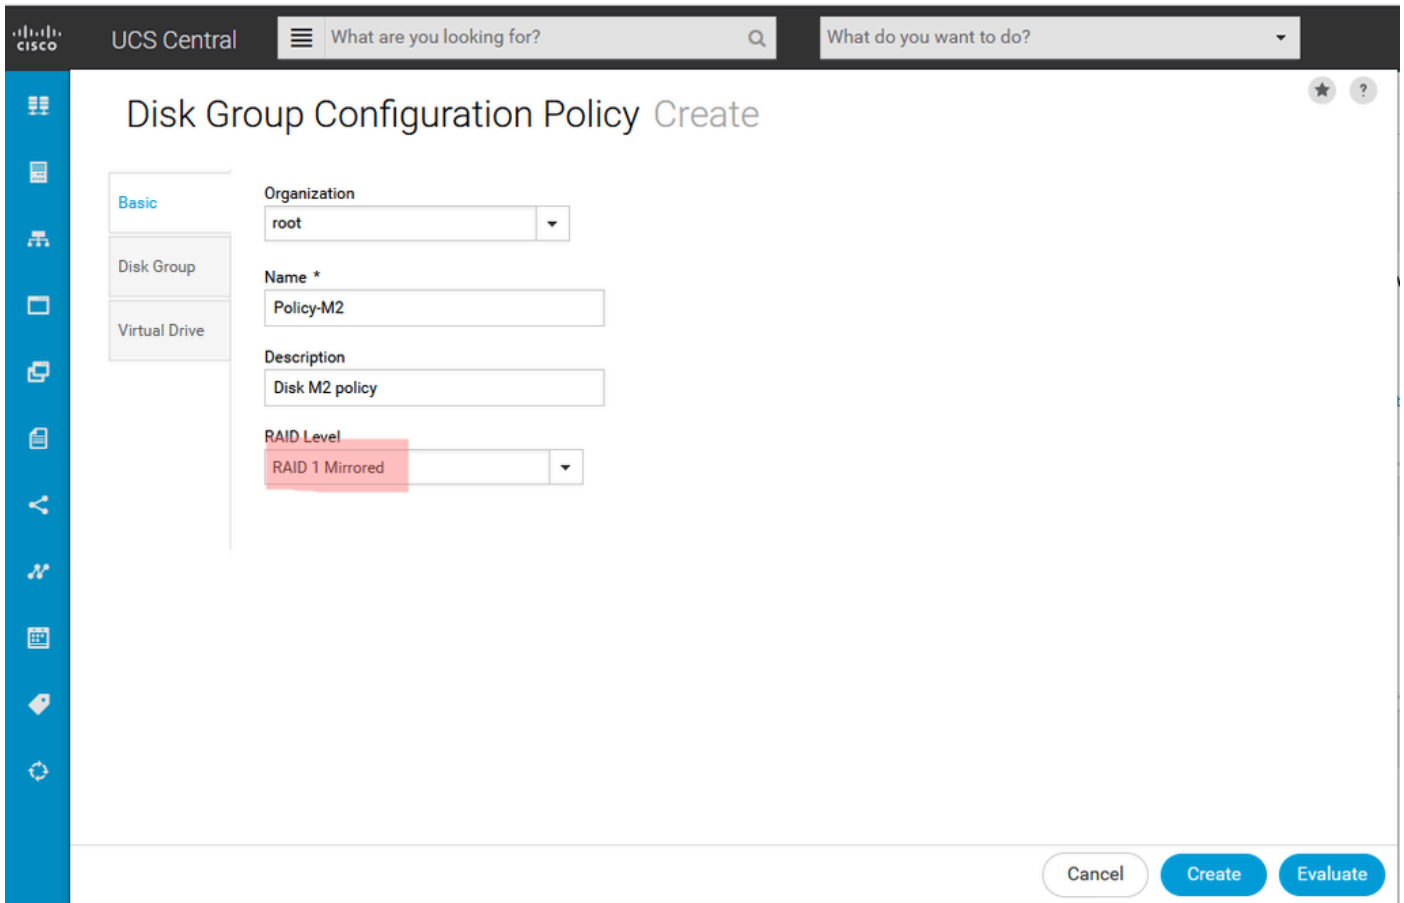 CISCO
UCS Central
What are you looking for?
What do you want to do?
?
Disk Group Configuration Policy Create
Basic
Disk Group
Virtual Drive
Organization
root
Name *
Policy-M2
Description
Disk M2 policy
RAID Level
RAID 1 Mirrored
Cancel
Create
Evaluate